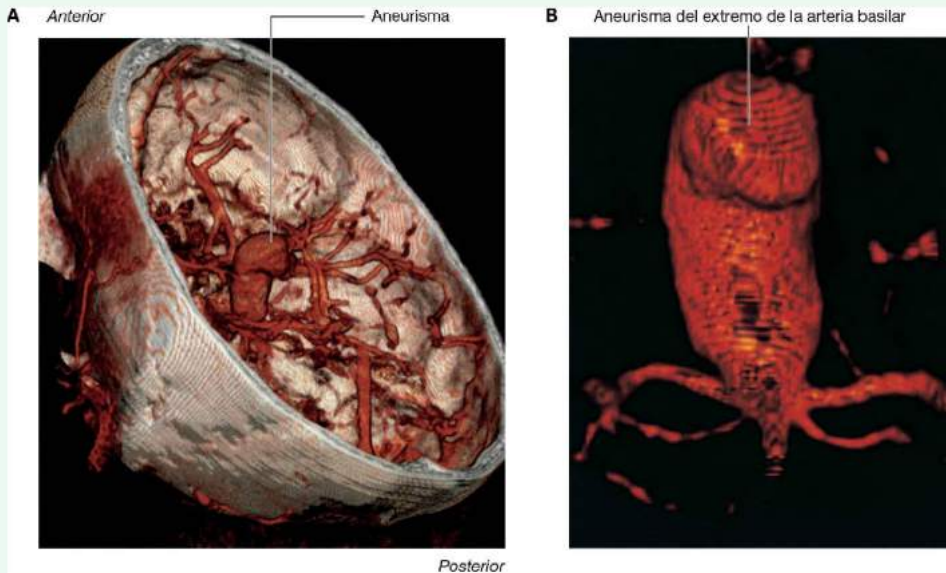 A
Anterior
Aneurisma
B
Aneurisma del extremo de la arteria basilar
Posterior